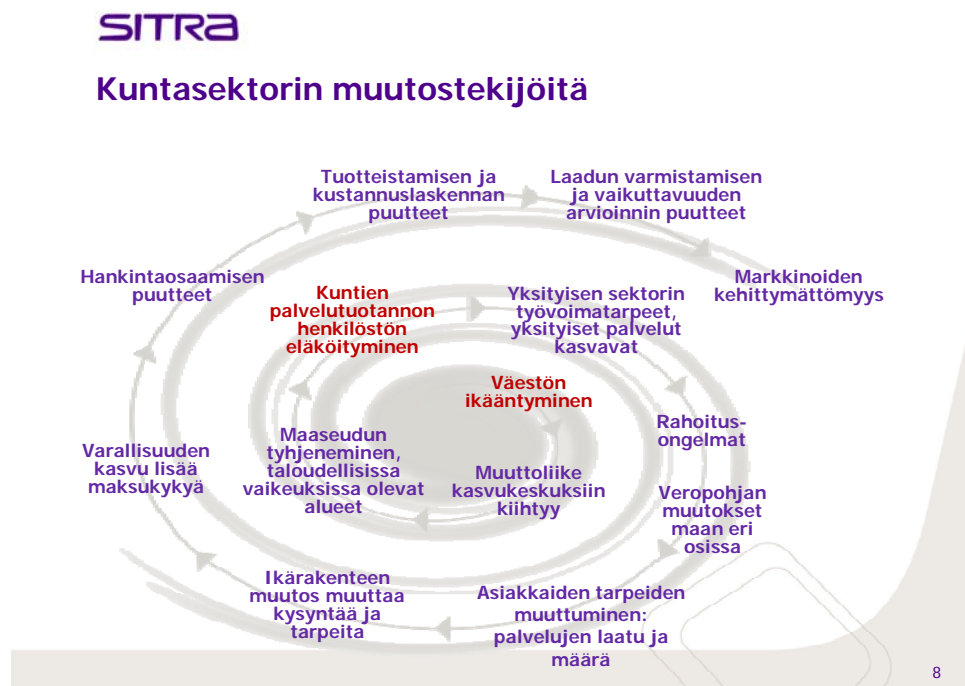 SITRA
Kuntasektorin muutostekijöitä
Tuotteistamisen ja
kustannuslaskennan
puutteet
Laadun varmistamisen
ja vaikuttavuuden
arvioinnin puutteet
Hankintaosaamisen
puutteet
Markkinoiden
kehittymättömyys
Kuntien
palvelutuotannon
henkilöstön
eläköityminen
Yksityisen sektorin
työvoimatarpeet,
yksityiset palvelut
kasvavat
Väestön
ikääntyminen
Rahoitus-
ongelmat
Varallisuuden
kasvu lisää
maksukykyä
Maaseudun
tyhjeneminen,
taloudellisissa
vaikeuksissa olevat
alueet
Muuttoliike
kasvukeskuksiin
kiihtyy
Veropohjan
muutokset
maan eri
osissa
Ikärakenteen
muutos muuttaa
kysyntää ja
tarpeita
Asiakkaiden tarpeiden
muuttuminen:
palvelujen laatu ja
määrä
8